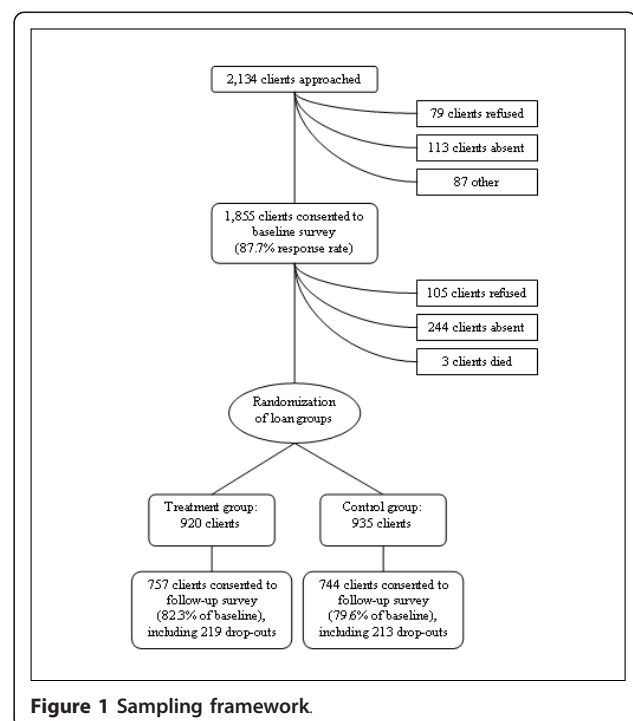 2,134 clients approached
79 clients refused
113 clients absent
87 other
1,855 clients consented to
baseline survey
(87.7% response rate)
105 clients refused
244 clients absent
3 clients died
Randomization
of loan groups
Treatment group:
920 clients
Control group:
935 clients
757 clients consented to
follow-up survey
(82.3% of baseline),
including 219 drop-outs
744 clients consented to
follow-up survey
(79.6% of baseline),
including 213 drop-outs
Figure 1 Sampling framework.